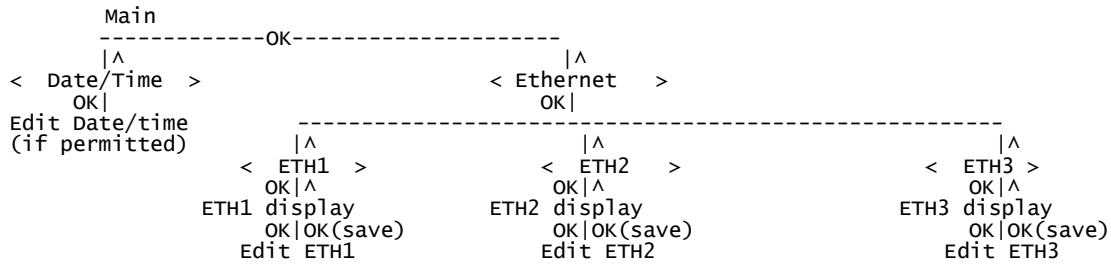 Main
-------------OK---------------------
|^ |^
< Date/Time > < Ethernet >
OK| OK|
Edit Date/time -------------------------------------------------------
(if permitted) |^ |^ |^
< ETH1 > < ETH2 > < ETH3 >
OK|^ OK|^ OK|^
ETH1 display ETH2 display ETH3 display
OK|OK(save) OK|OK(save) OK|OK(save)
Edit ETH1 Edit ETH2 Edit ETH3